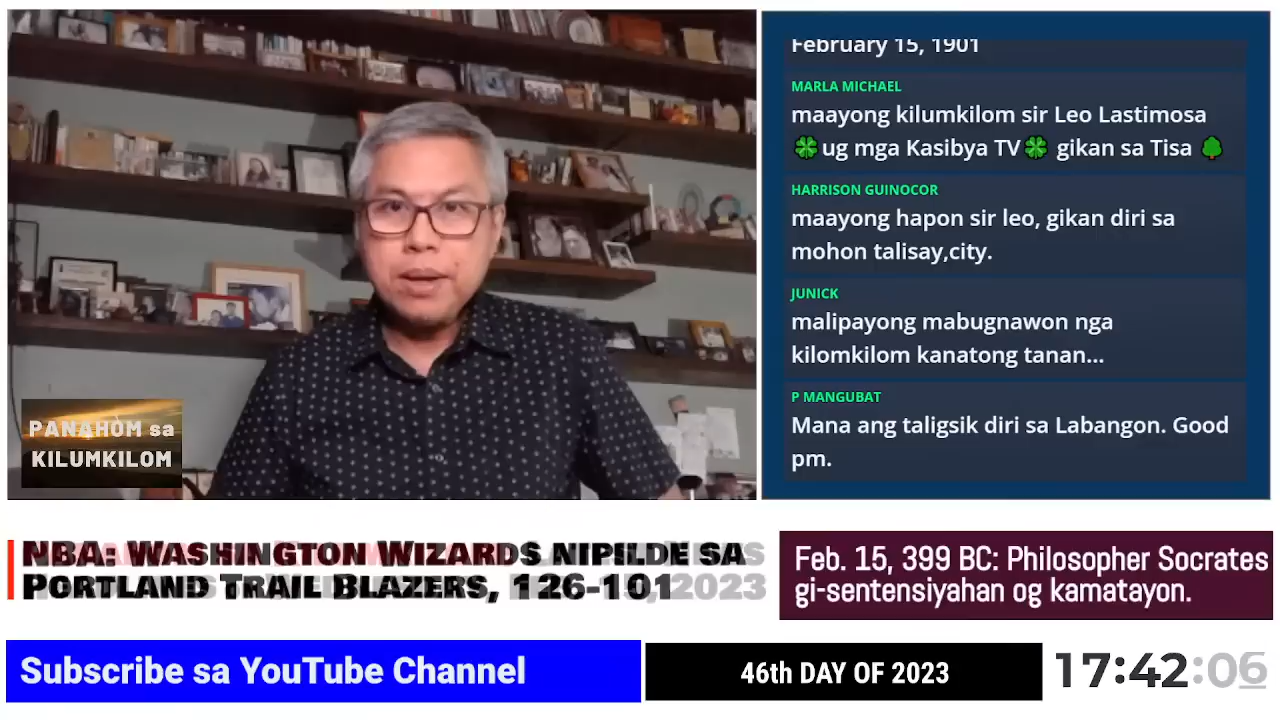 February 15, 1901
MARLA MICHAEL
maayong kilumkilom sir Leo Lastimosa
🍀ug mga Kasibya TV🍀 gikan sa Tisa 🌳
HARRISON GUINOCOR
maayong hapon sir leo, gikan diri sa
mohon talisay,city.
JUNICK
malipayong mabugnawon nga
kilomkilom kanatong tanan...
P MANGUBAT
Mana ang taligsik diri sa Labangon. Good
pm.
PANAHÒM sa
KILUMKILOM
NBA: WASHINGTON WIZARDS NIPILDE SA
PORTLAND TRAIL BLAZERS, 126-101
Feb. 15, 399 BC: Philosopher Socrates
gi-sentensiyahan og kamatayon.
Subscribe sa YouTube Channel
46th DAY OF 2023
17:42:06